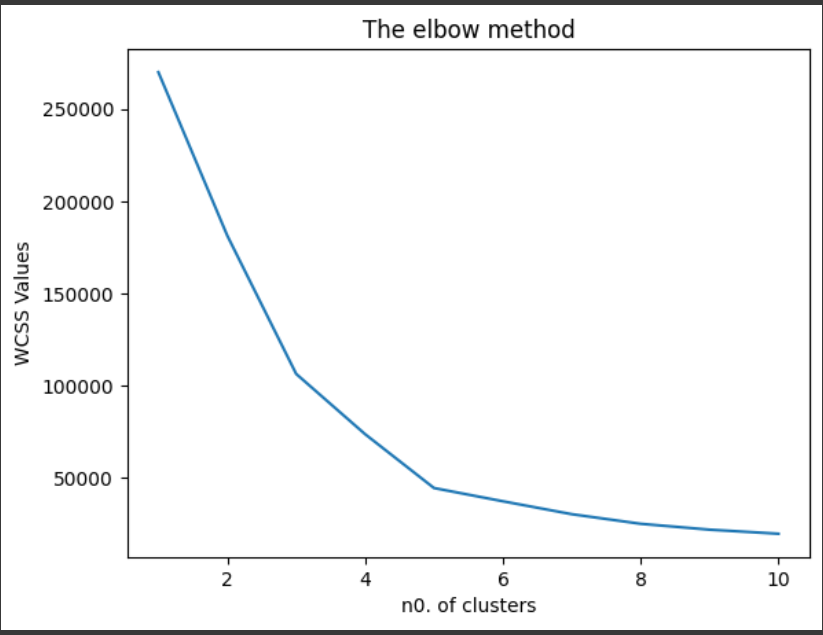 The elbow method
250000
200000
150000
100000
50000
WCSS Values
2 4 6 8 10
n0. of clusters